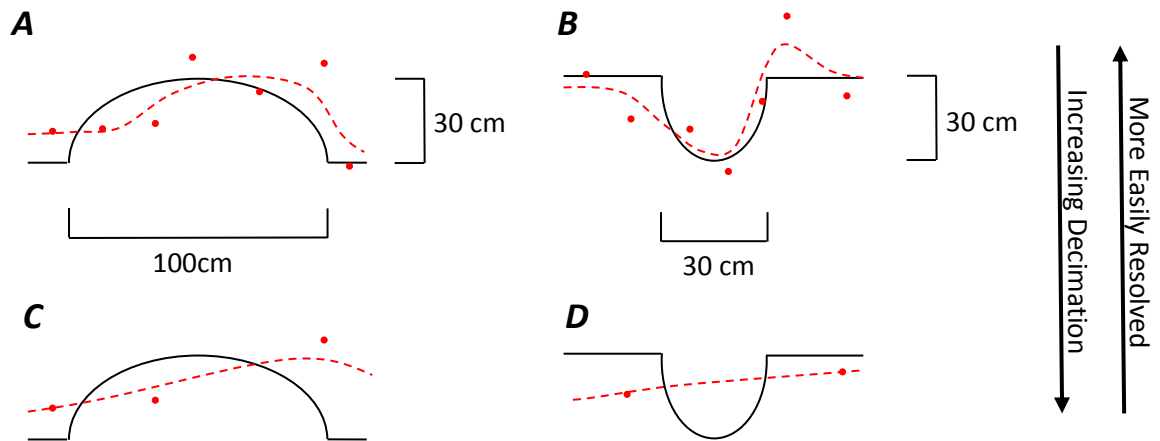 A
B
30 cm
30 cm
100cm
30 cm
C
D
Increasing Decimation
More Easily Resolved